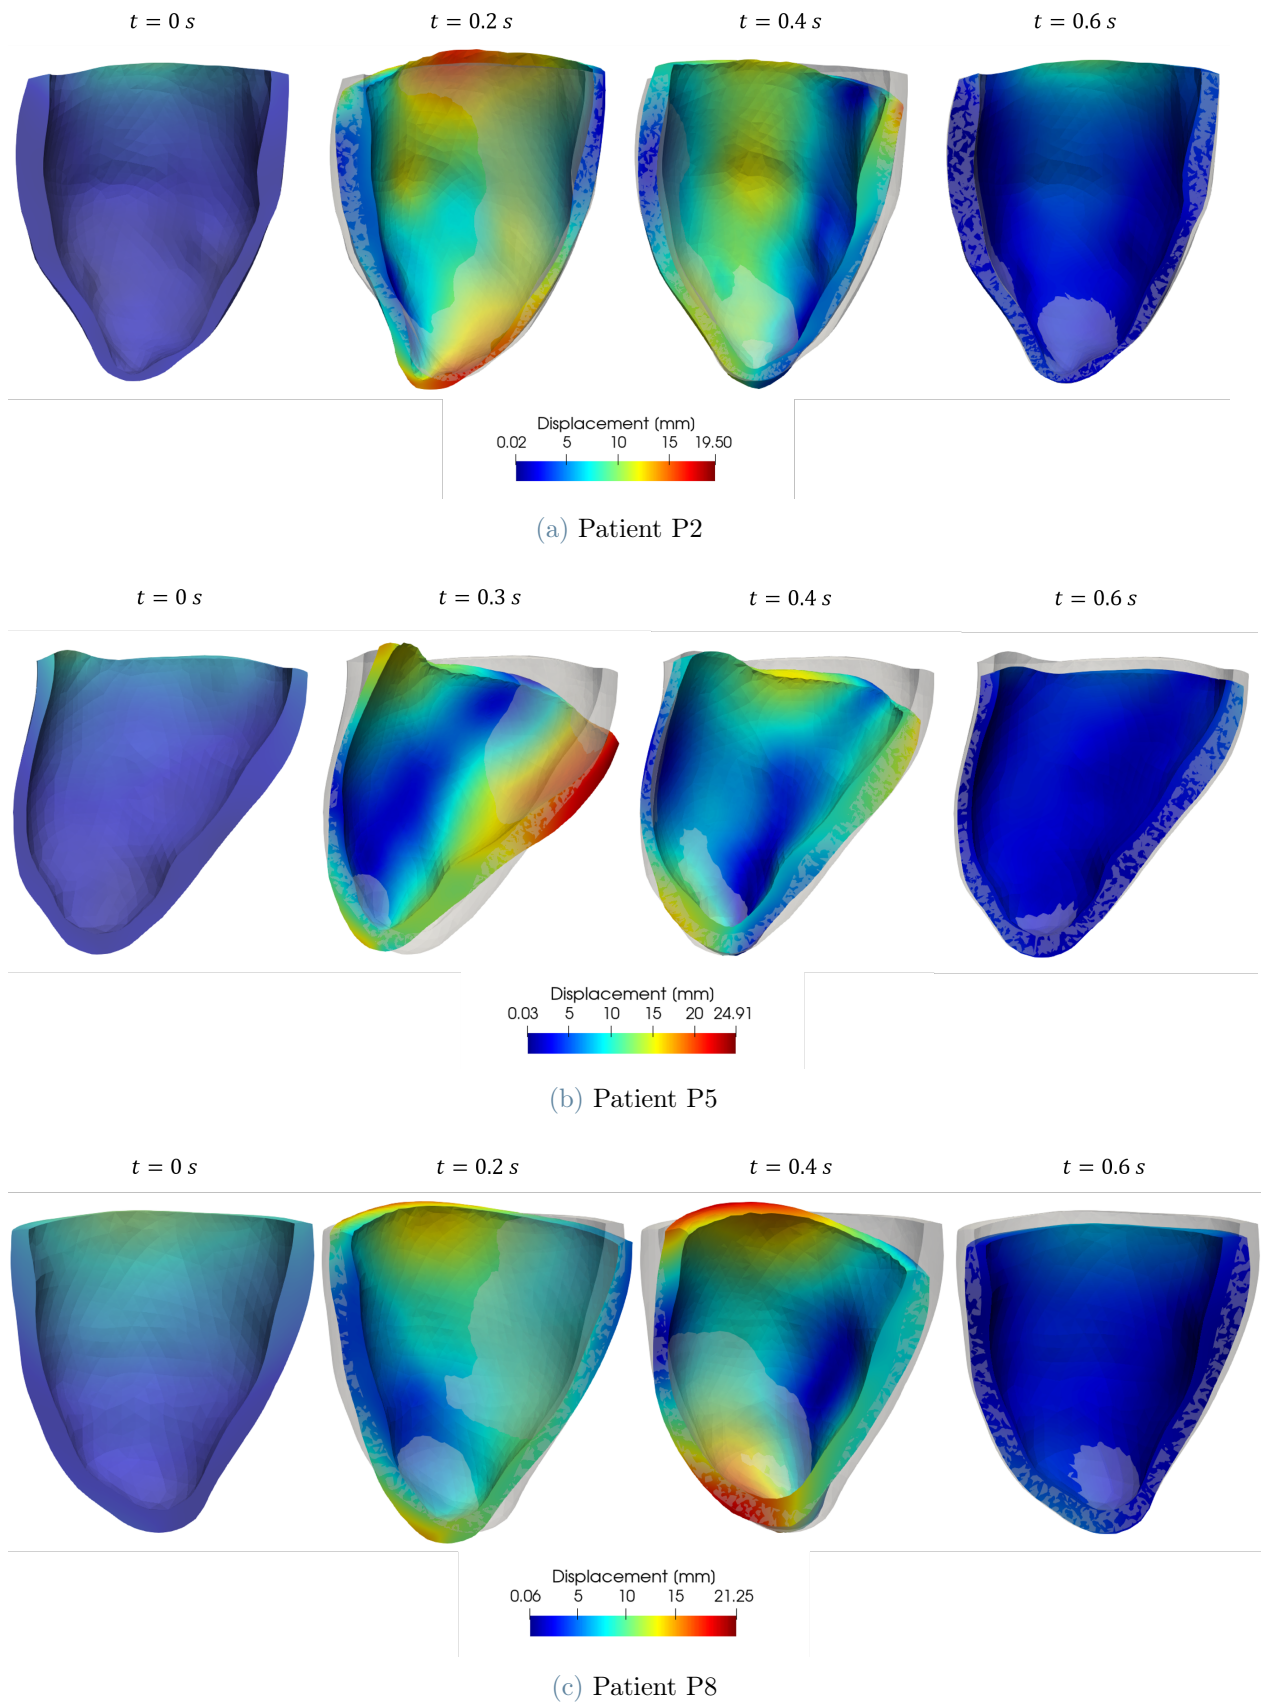 t = 0 s t = 0.2 s t = 0.4 s t = 0.6 s
Displacement (mm)
0.02 5 10 15 19.50
(a) Patient P2
t = 0 s t = 0.3 s t = 0.4 s t = 0.6 s
Displacement (mm)
0.03 5 10 15 20 24.91
(b) Patient P5
t = 0 s t = 0.2 s t = 0.4 s t = 0.6 s
Displacement (mm)
0.06 5 10 15 21.25
(c) Patient P8